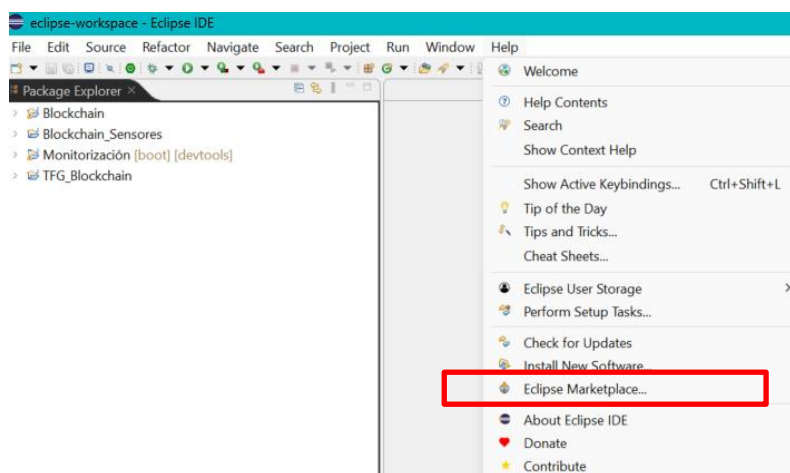 eclipse-workspace - Eclipse IDE
File Edit Source Refactor Navigate Search Project Run Window Help
Package Explorer
Blockchain
Blockchain_Sensores
Monitorización [boot] [devtools]
TFG_Blockchain
Welcome
Help Contents
Search
Show Context Help
Show Active Keybindings... Ctrl+Shift+L
Tip of the Day
Tips and Tricks...
Cheat Sheets...
Eclipse User Storage
Perform Setup Tasks...
Check for Updates
Install New Software...
Eclipse Marketplace...
About Eclipse IDE
Donate
Contribute